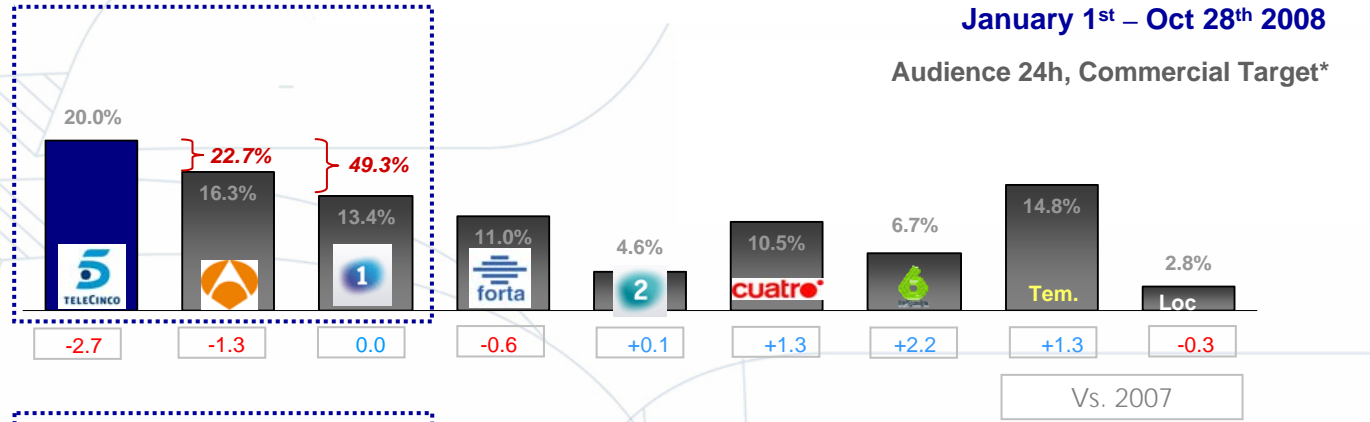 January 1st – Oct 28th 2008
Audience 24h, Commercial Target*
20.0%
22.7%
49.3%
16.3%
13.4%
11.0%
4.6%
10.5%
6.7%
14.8%
2.8%
TELECINCO
1
forta
2
cuatro
6
Tem.
Loc
-2.7
-1.3
0.0
-0.6
+0.1
+1.3
+2.2
+1.3
-0.3
Vs. 2007